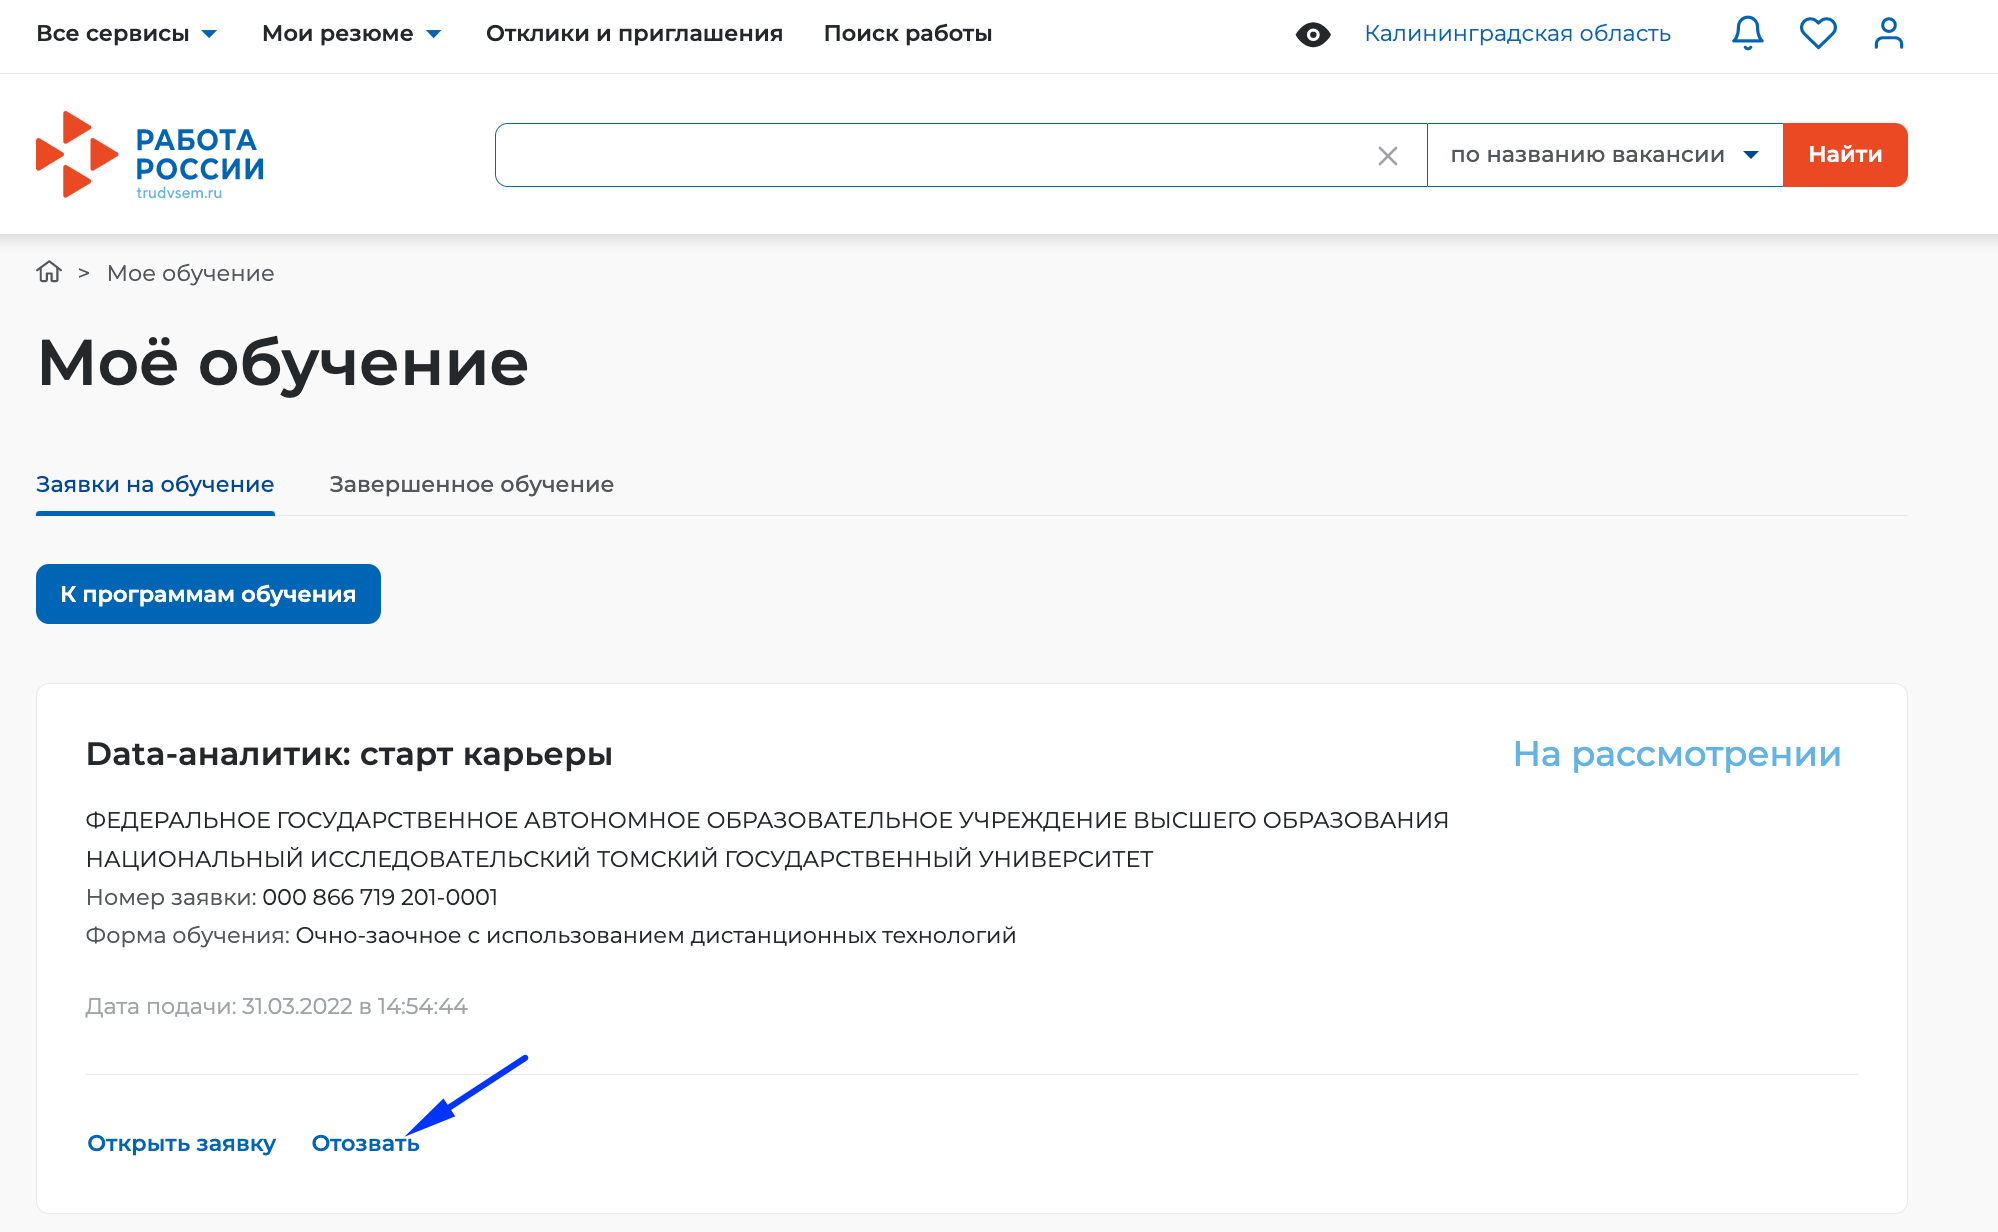 Все сервисы Мои резюме Отклики и приглашения Поиск работы Калининградская область
РАБОТА
РОССИИ
trudvsem.ru
по названию вакансии Найти
> Мое обучение
Моё обучение
Заявки на обучение Завершенное обучение
К программам обучения
Data-аналитик: старт карьеры На рассмотрении
ФЕДЕРАЛЬНОЕ ГОСУДАРСТВЕННОЕ АВТОНОМНОЕ ОБРАЗОВАТЕЛЬНОЕ УЧРЕЖДЕНИЕ ВЫСШЕГО ОБРАЗОВАНИЯ
НАЦИОНАЛЬНЫЙ ИССЛЕДОВАТЕЛЬСКИЙ ТОМСКИЙ ГОСУДАРСТВЕННЫЙ УНИВЕРСИТЕТ
Номер заявки: 000 866 719 201-0001
Форма обучения: Очно-заочное с использованием дистанционных технологий
Дата подачи: 31.03.2022 в 14:54:44
Открыть заявку Отозвать